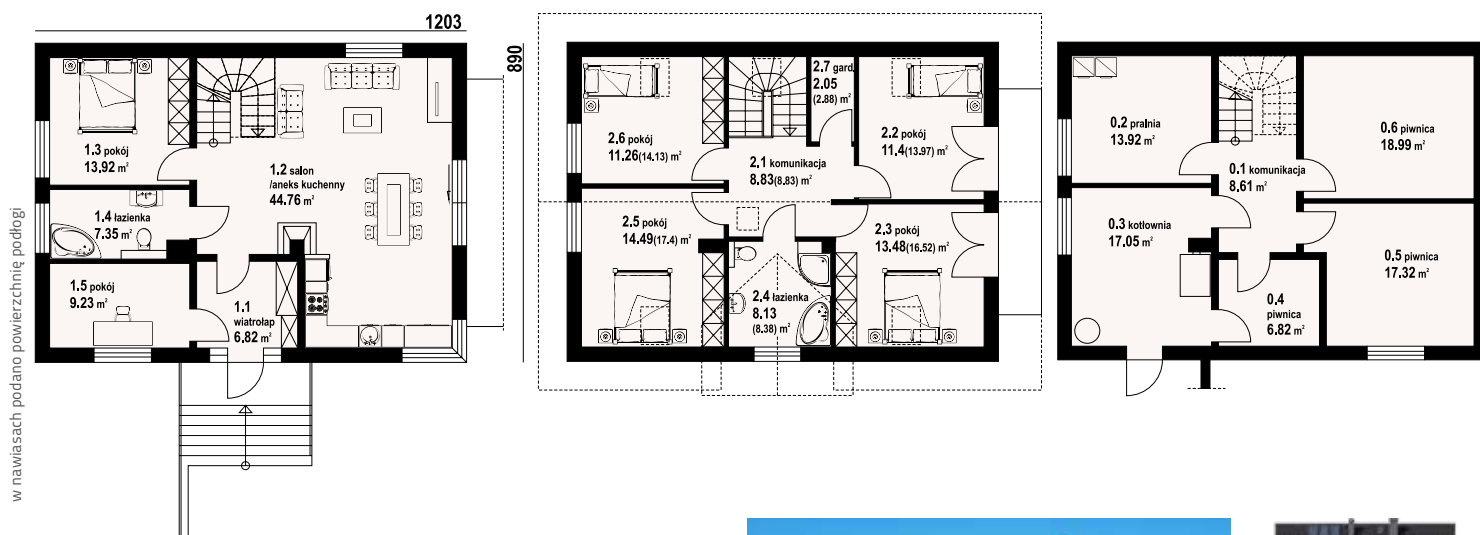 1203
890
w nawiasach podano powierzchnię podłogi
1.3 pokój
13.92 m²
1.2 salon
/aneks kuchenny
44.76 m²
1.4 łazienka
7.35 m²
1.5 pokój
9.23 m²
1.1
wiatrołap
6.82 m²
2.7 gard.
2.05
(2.88) m²
2.6 pokój
11.26(14.13) m²
2.2 pokój
11.4(13.97) m²
2.1 komunikacja
8.83(8.83) m²
2.5 pokój
14.49(17.4) m²
2.3 pokój
13.48(16.52) m²
2.4 łazienka
8.13
(8.38) m²
0.2 pralnia
13.92 m²
0.6 piwnica
18.99 m²
0.1 komunikacja
8.61 m²
0.3 kotłownia
17.05 m²
0.5 piwnica
17.32 m²
0.4
piwnica
6.82 m²